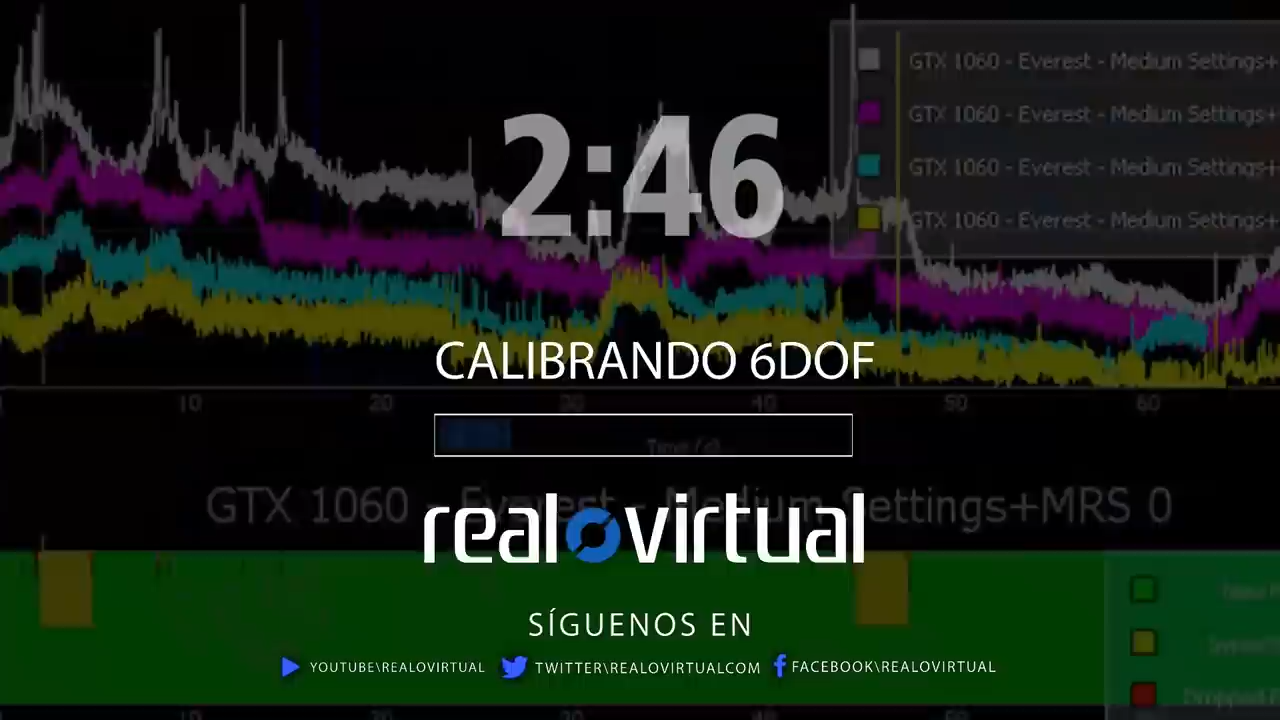 GTX 1060 - Everest - Medium Settings+
GTX 1060 - Everest - Medium Settings+
GTX 1060 - Everest - Medium Settings+
GTX 1060 - Everest - Medium Settings+
2:46
CALIBRANDO 6DOF
10 20 30 40 50 60
Time (s)
GTX 1060 - Everest - Medium Settings+MRS 0
realovirtual
SÍGUENOS EN
YOUTUBE\REALOVIRTUAL TWITTER\REALOVIRTUALCOM FACEBOOK\REALOVIRTUAL
Dropped